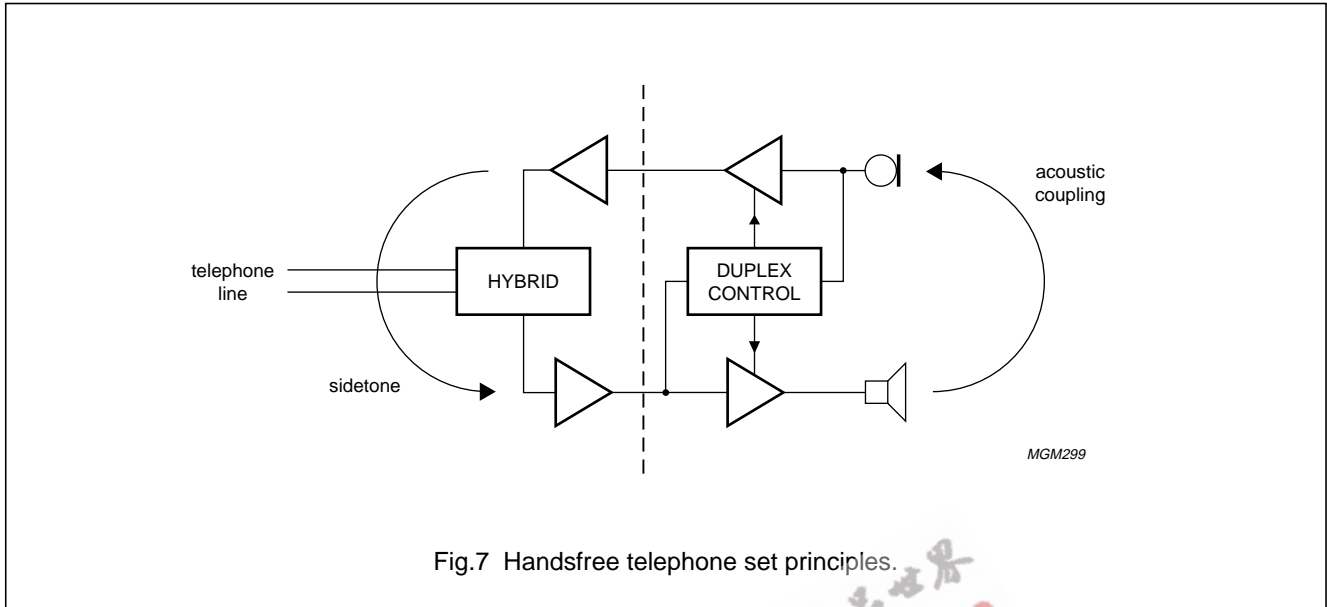 acoustic
coupling
telephone
line
HYBRID
DUPLEX
CONTROL
sidetone
MGM299
Fig.7 Handsfree telephone set principles.